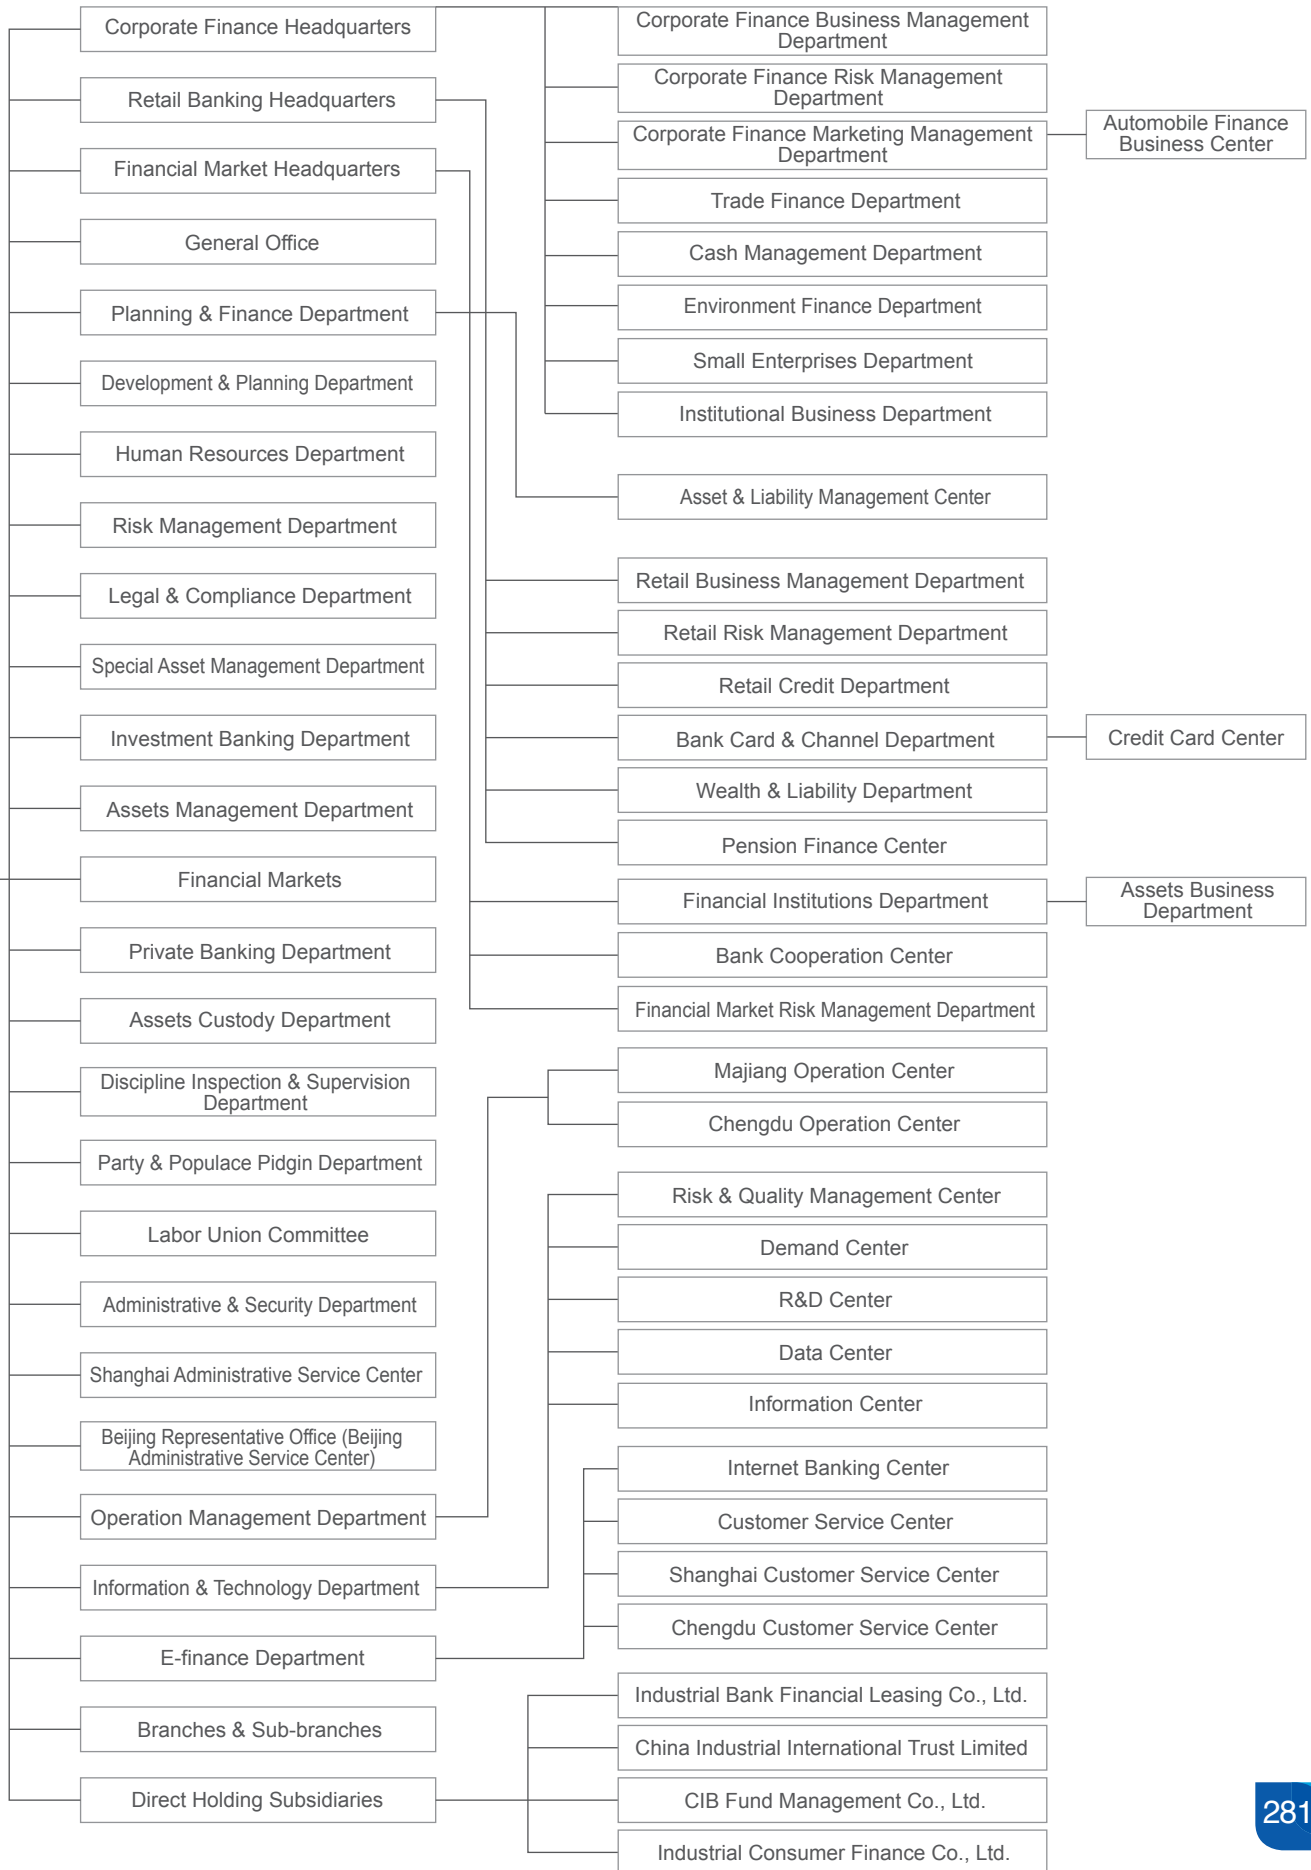 Corporate Finance Headquarters
Retail Banking Headquarters
Financial Market Headquarters
General Office
Planning & Finance Department
Development & Planning Department
Human Resources Department
Risk Management Department
Legal & Compliance Department
Special Asset Management Department
Investment Banking Department
Assets Management Department
Financial Markets
Private Banking Department
Assets Custody Department
Discipline Inspection & Supervision
Department
Party & Populace Pidgin Department
Labor Union Committee
Administrative & Security Department
Shanghai Administrative Service Center
Beijing Representative Office (Beijing
Administrative Service Center)
Operation Management Department
Information & Technology Department
E-finance Department
Branches & Sub-branches
Direct Holding Subsidiaries
Corporate Finance Business Management
Department
Corporate Finance Risk Management
Department
Corporate Finance Marketing Management
Department
Trade Finance Department
Cash Management Department
Environment Finance Department
Small Enterprises Department
Institutional Business Department
Asset & Liability Management Center
Retail Business Management Department
Retail Risk Management Department
Retail Credit Department
Bank Card & Channel Department
Wealth & Liability Department
Pension Finance Center
Financial Institutions Department
Bank Cooperation Center
Financial Market Risk Management Department
Majiang Operation Center
Chengdu Operation Center
Risk & Quality Management Center
Demand Center
R&D Center
Data Center
Information Center
Internet Banking Center
Customer Service Center
Shanghai Customer Service Center
Chengdu Customer Service Center
Industrial Bank Financial Leasing Co., Ltd.
China Industrial International Trust Limited
CIB Fund Management Co., Ltd.
Industrial Consumer Finance Co., Ltd.
Automobile Finance
Business Center
Credit Card Center
Assets Business
Department
281